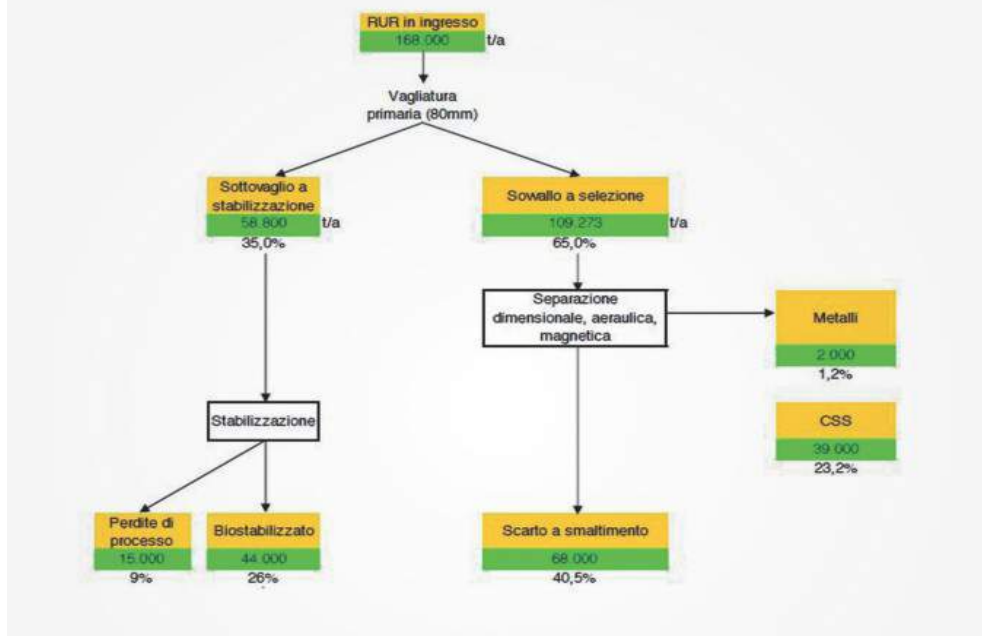 RUR in ingresso
168.000 t/a
Vagliatura
primaria (80mm)
Sottovaglio a
stabilizzazione
58.800 t/a
35,0%
Sowallo a selezione
109.273 t/a
65,0%
Separazione
dimensionale, aeraulica,
magnetica
Metalli
2.000
1,2%
CSS
39.000
23,2%
Stabilizzazione
Perdite di
processo
15.000
9%
Biostabilizzato
44.000
26%
Scarto a smaltimento
68.000
40,5%